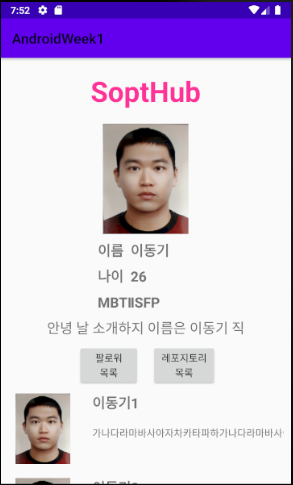 7:52
AndroidWeek1
SoptHub
이름 이동기
나이 26
MBTIISFP
안녕 날 소개하지 이름은 이동기 직
팔로워 목록
레포지토리 목록
이동기1
가나다라마바사아자차카타파하가나다라마바사